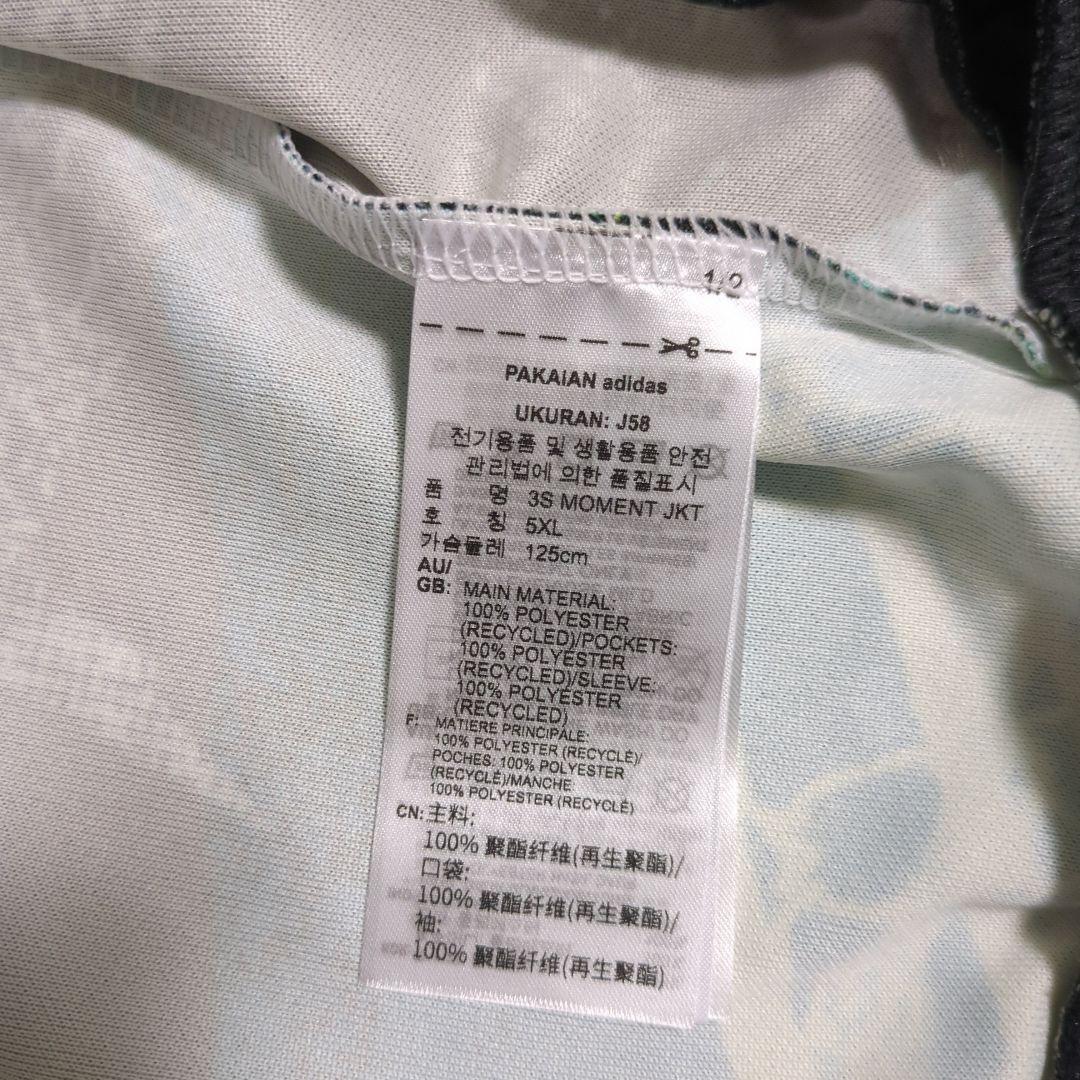 1/2
PAKAIAN adidas
UKURAN: J58
전기용품 및 생활용품 안전
관리법에 의한 품질표시
품 명 3S MOMENT JKT
호 칭 5XL
가슴둘레 125cm
AU/
GB: MAIN MATERIAL:
100% POLYESTER
(RECYCLED)/POCKETS:
100% POLYESTER
(RECYCLED)/SLEEVE:
100% POLYESTER
(RECYCLED)
F: MATIERE PRINCIPALE:
100% POLYESTER (RECYCLÉ)/
POCHES: 100% POLYESTER
(RECYCLÉ)/MANCHE:
100% POLYESTER (RECYCLÉ)
CN: 主料:
100% 聚酯纤维(再生聚酯)/
口袋:
100% 聚酯纤维(再生聚酯)/
袖:
100% 聚酯纤维(再生聚酯)